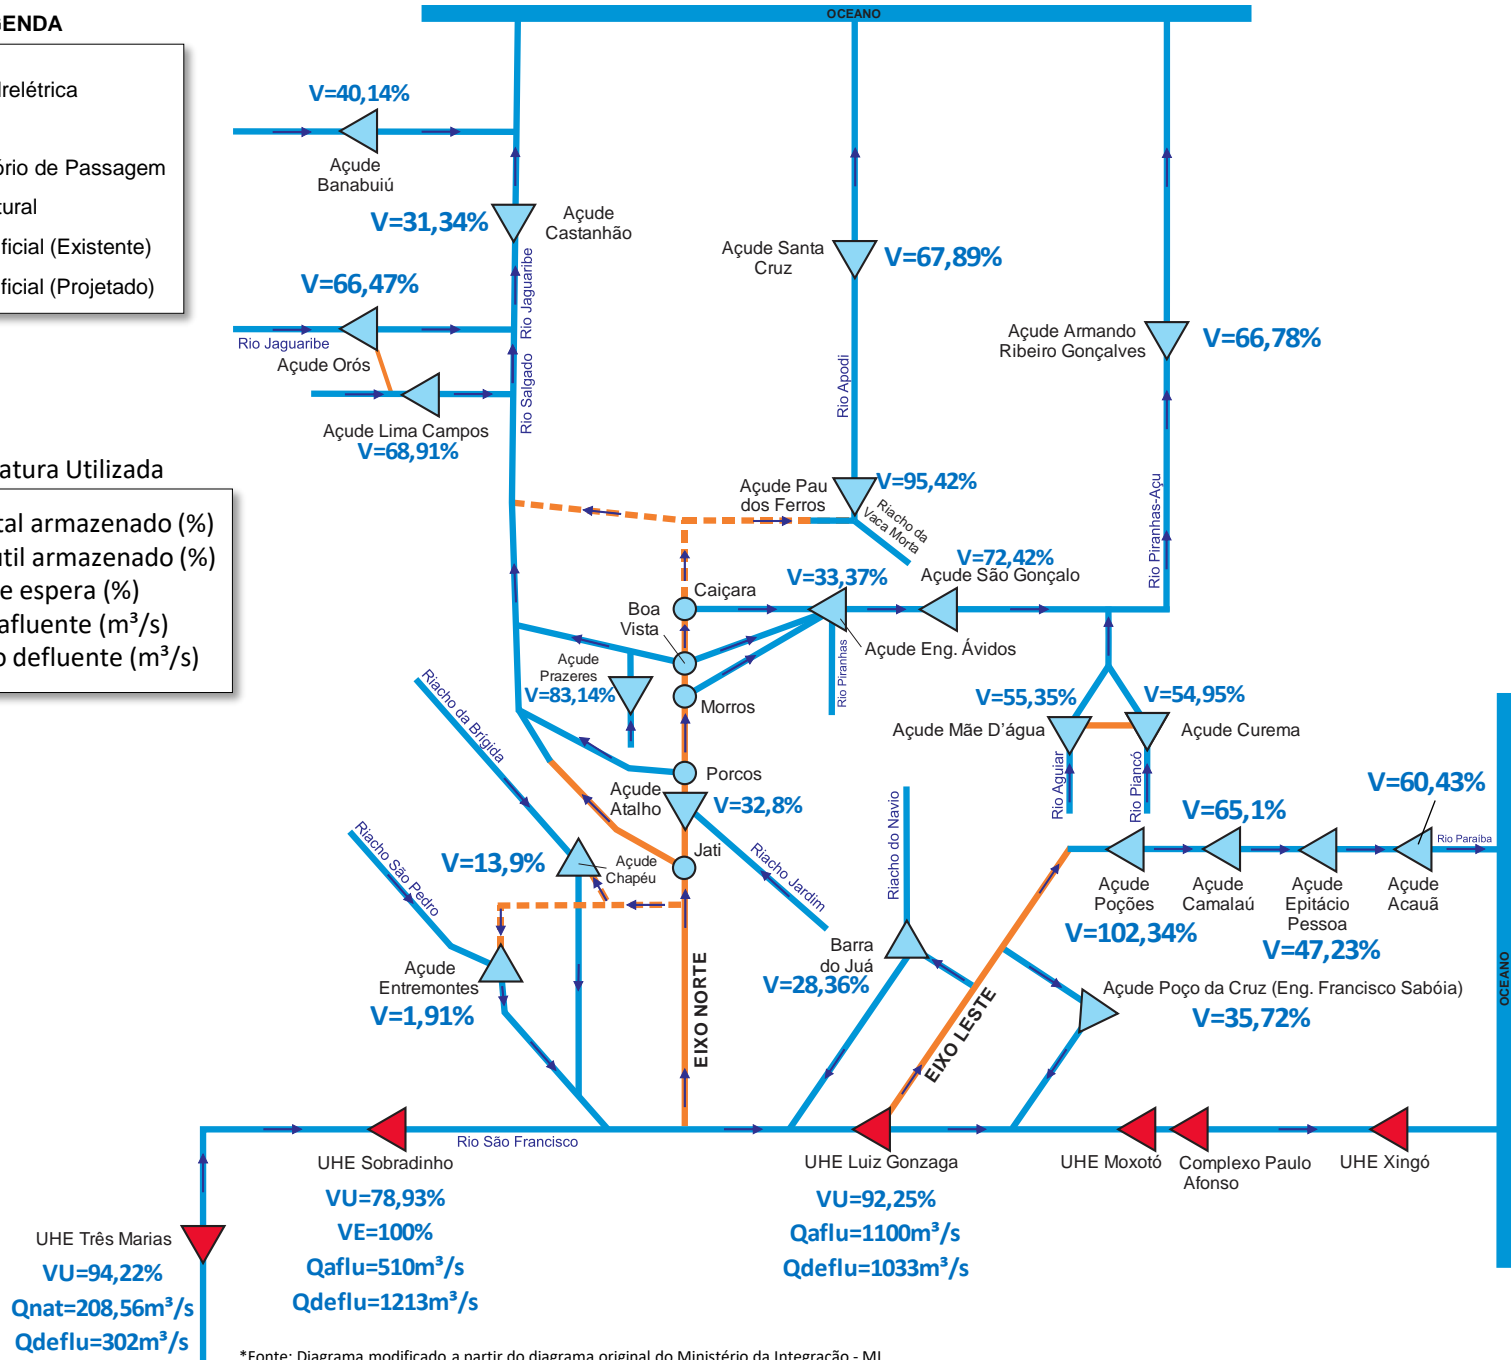 OCEANO
GENDA
drelétrica
ório de Passagem
tural
ificial (Existente)
ificial (Projetado)
V=40,14%
Açude
Banabuiú
V=31,34%
Açude
Castanhão
Rio Jaguaribe
V=66,47%
Rio Jaguaribe
Açude Orós
Rio Salgado
Açude Lima Campos
V=68,91%
Açude Santa
Cruz
V=67,89%
Rio Apodi
Açude Armando
Ribeiro Gonçalves
V=66,78%
Rio Piranhas-Açu
atura Utilizada
tal armazenado (%)
útil armazenado (%)
e espera (%)
afluente (m³/s)
o defluente (m³/s)
Açude Pau
dos Ferros
V=95,42%
Riacho da
Vaca Morta
V=72,42%
Açude São Gonçalo
V=33,37%
Caiçara
Boa
Vista
Açude Eng. Ávidos
Rio Piranhas
Açude
Prazeres
V=83,14%
Morros
Riacho da Brigida
V=55,35%
Açude Mãe D'água
V=54,95%
Açude Curema
Rio Aguiar
Rio Piancó
Porcos
Açude
Atalho
V=32,8%
Jati
Riacho Jardim
Riacho do Navio
V=60,43%
V=65,1%
Rio Paraiba
Açude
Poções
V=102,34%
Açude
Camalaú
Açude
Epitácio
Pessoa
V=47,23%
Açude
Acauã
V=13,9%
Açude
Chapéu
Riacho São Pedro
Açude
Entremontes
V=1,91%
EIXO NORTE
Barra
do Juá
V=28,36%
EIXO LESTE
Açude Poço da Cruz (Eng. Francisco Sabóia)
V=35,72%
OCEANO
Rio São Francisco
UHE Sobradinho
VU=78,93%
VE=100%
Qaflu=510m³/s
Qdeflu=1213m³/s
UHE Luiz Gonzaga
VU=92,25%
Qaflu=1100m³/s
Qdeflu=1033m³/s
UHE Moxotó
Complexo Paulo
Afonso
UHE Xingó
UHE Três Marias
VU=94,22%
Qnat=208,56m³/s
Qdeflu=302m³/s
*Fonte: Diagrama modificado a partir do diagrama original do Ministério da Integração - MI